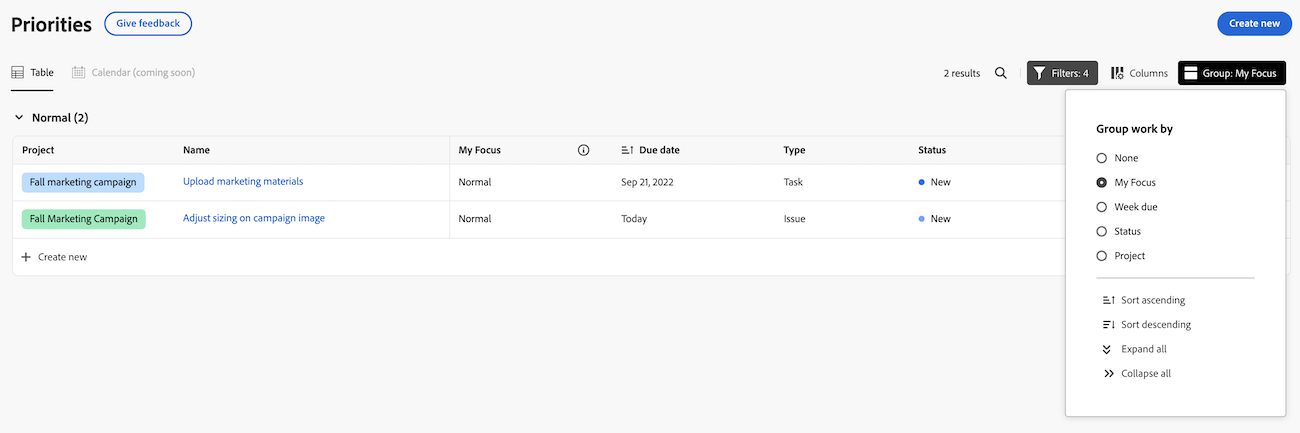 Priorities
Give feedback
Create new
Table
Calendar (coming soon)
2 results
Filters: 4
Columns
Group: My Focus
Normal (2)
Project Name My Focus Due date Type Status
Fall marketing campaign Upload marketing materials Normal Sep 21, 2022 Task New
Fall Marketing Campaign Adjust sizing on campaign image Normal Today Issue New
Create new
Group work by
None
My Focus
Week due
Status
Project
Sort ascending
Sort descending
Expand all
Collapse all